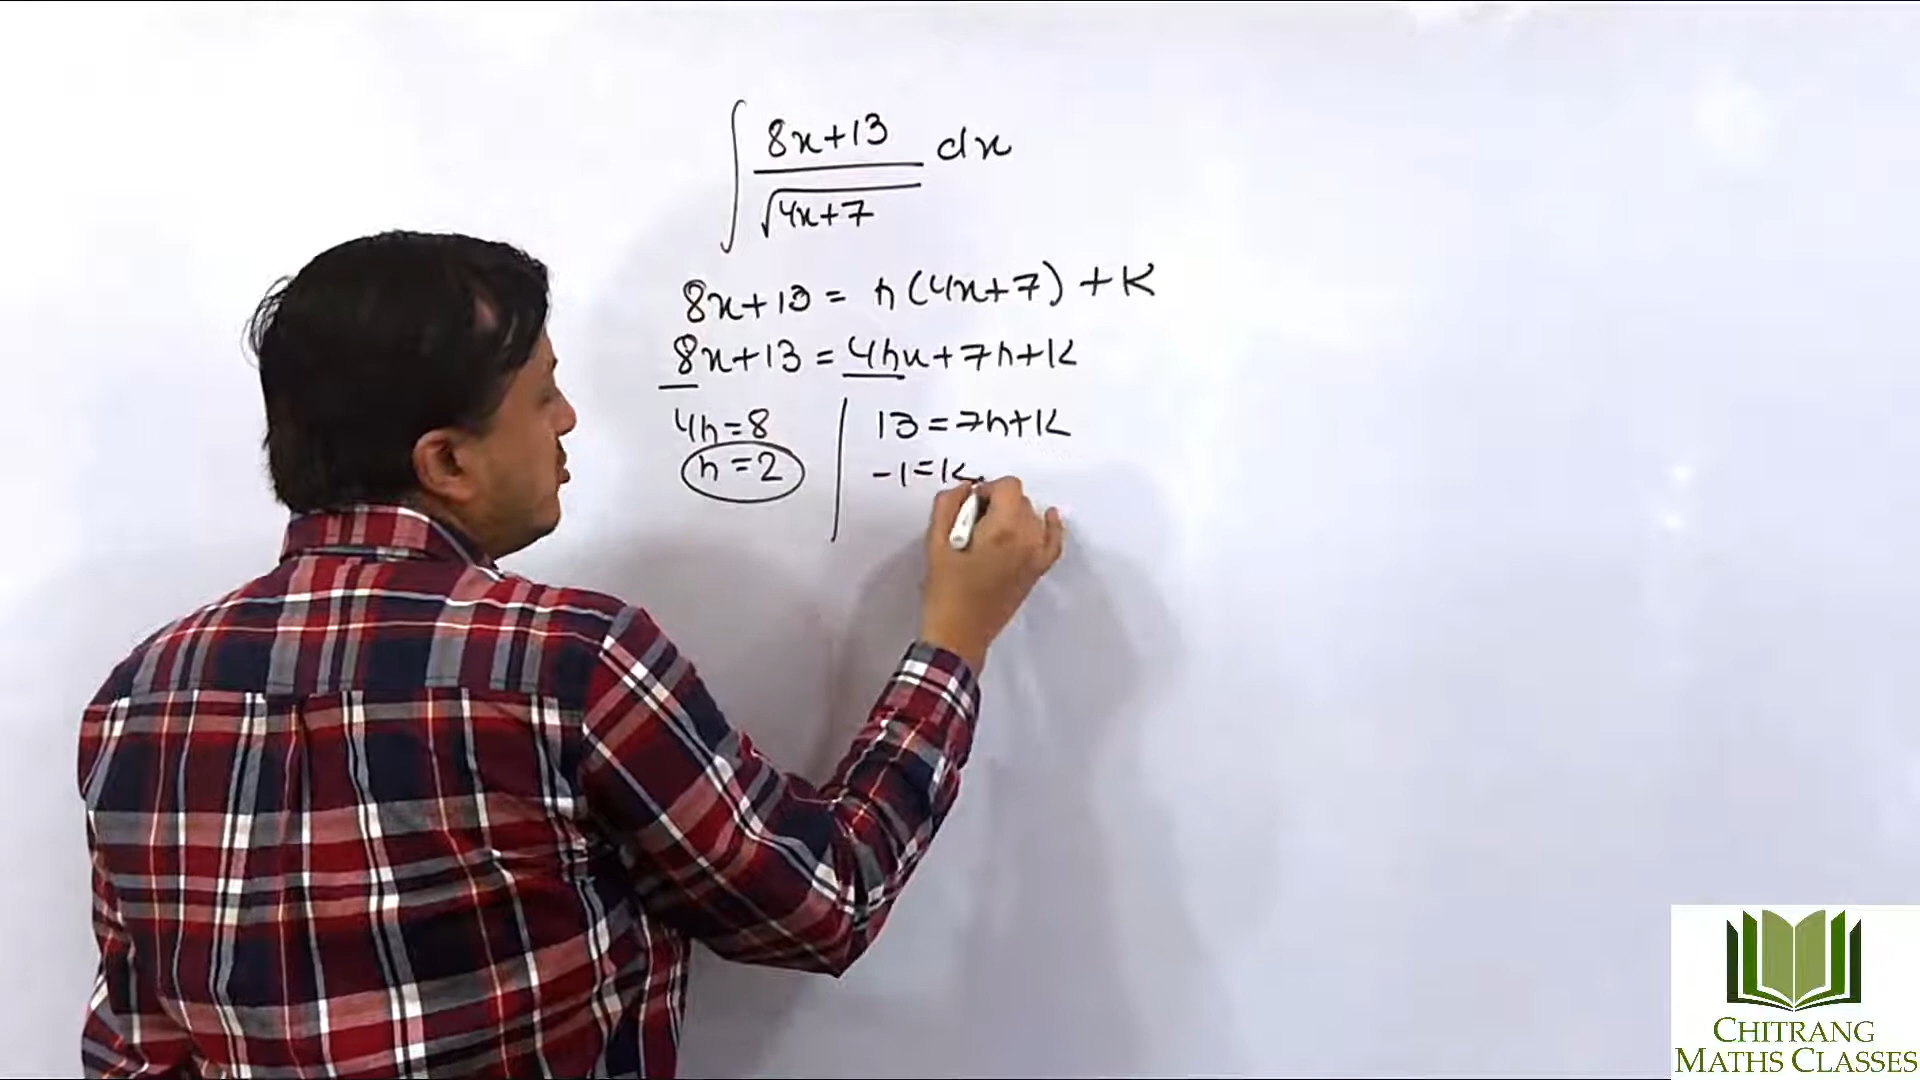 ∫ (8x+13)/√(4x+7) dx
8x+13 = h(4x+7) + K
8x+13 = 4hx+7h+K
4h=8
h=2
13=7h+K
-1=K
CHITRANG
MATHS CLASSES